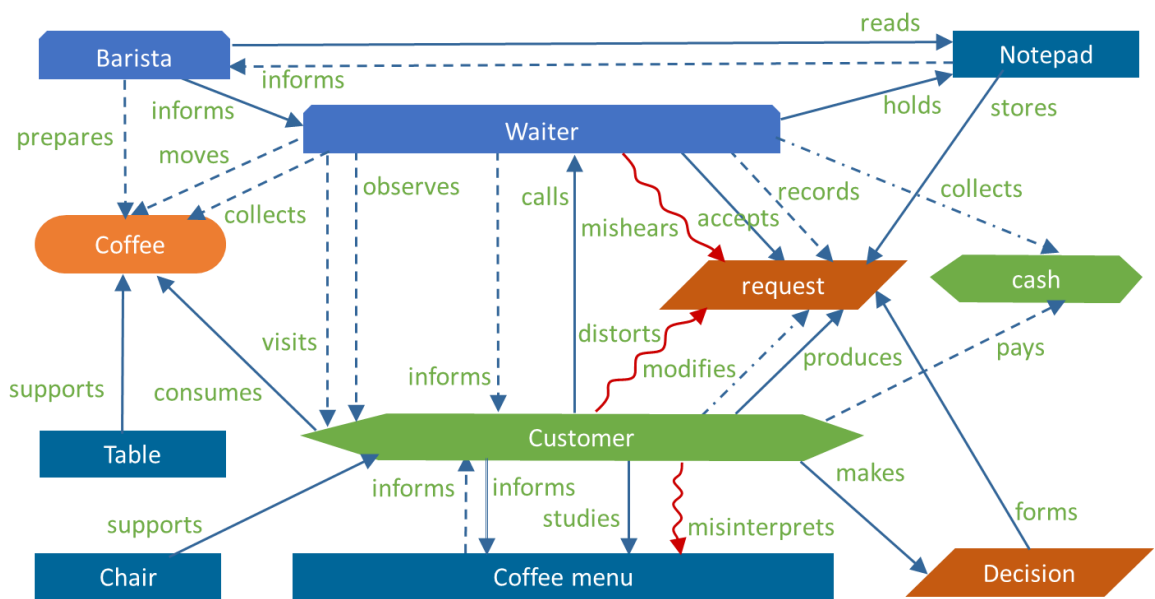 reads
Barista
Notepad
informs
informs
holds
stores
prepares
Waiter
moves
observes
records
collects
calls
collects
mishears
accepts
Coffee
cash
request
visits
distorts
produces
pays
informs
modifies
supports
consumes
Customer
Table
makes
informs
informs
studies
misinterprets
forms
supports
Chair
Coffee menu
Decision